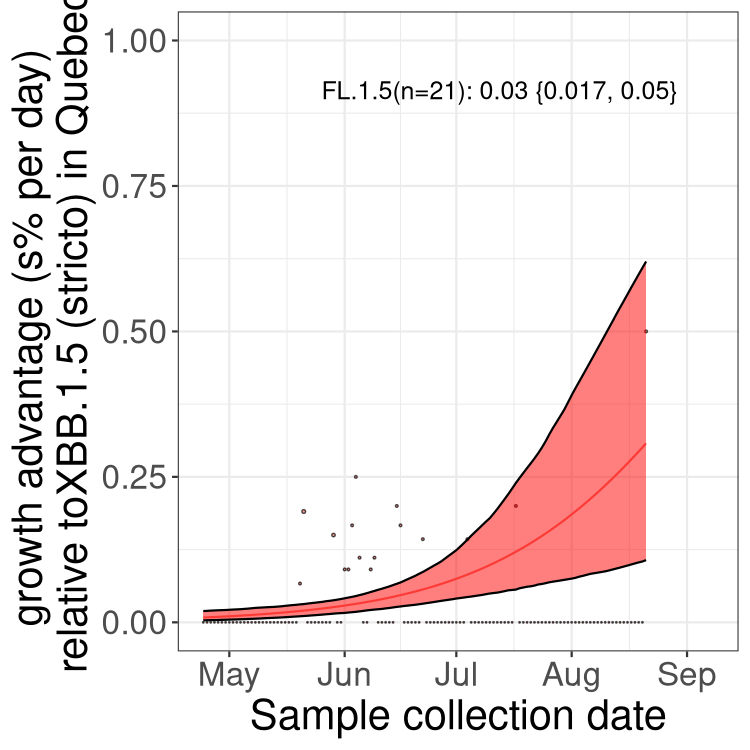 growth advantage (s% per day)
relative toXBB.1.5 (stricto) in Quebec
1.00
0.75
0.50
0.25
0.00
FL.1.5(n=21): 0.03 {0.017, 0.05}
May Jun Jul Aug Sep
Sample collection date